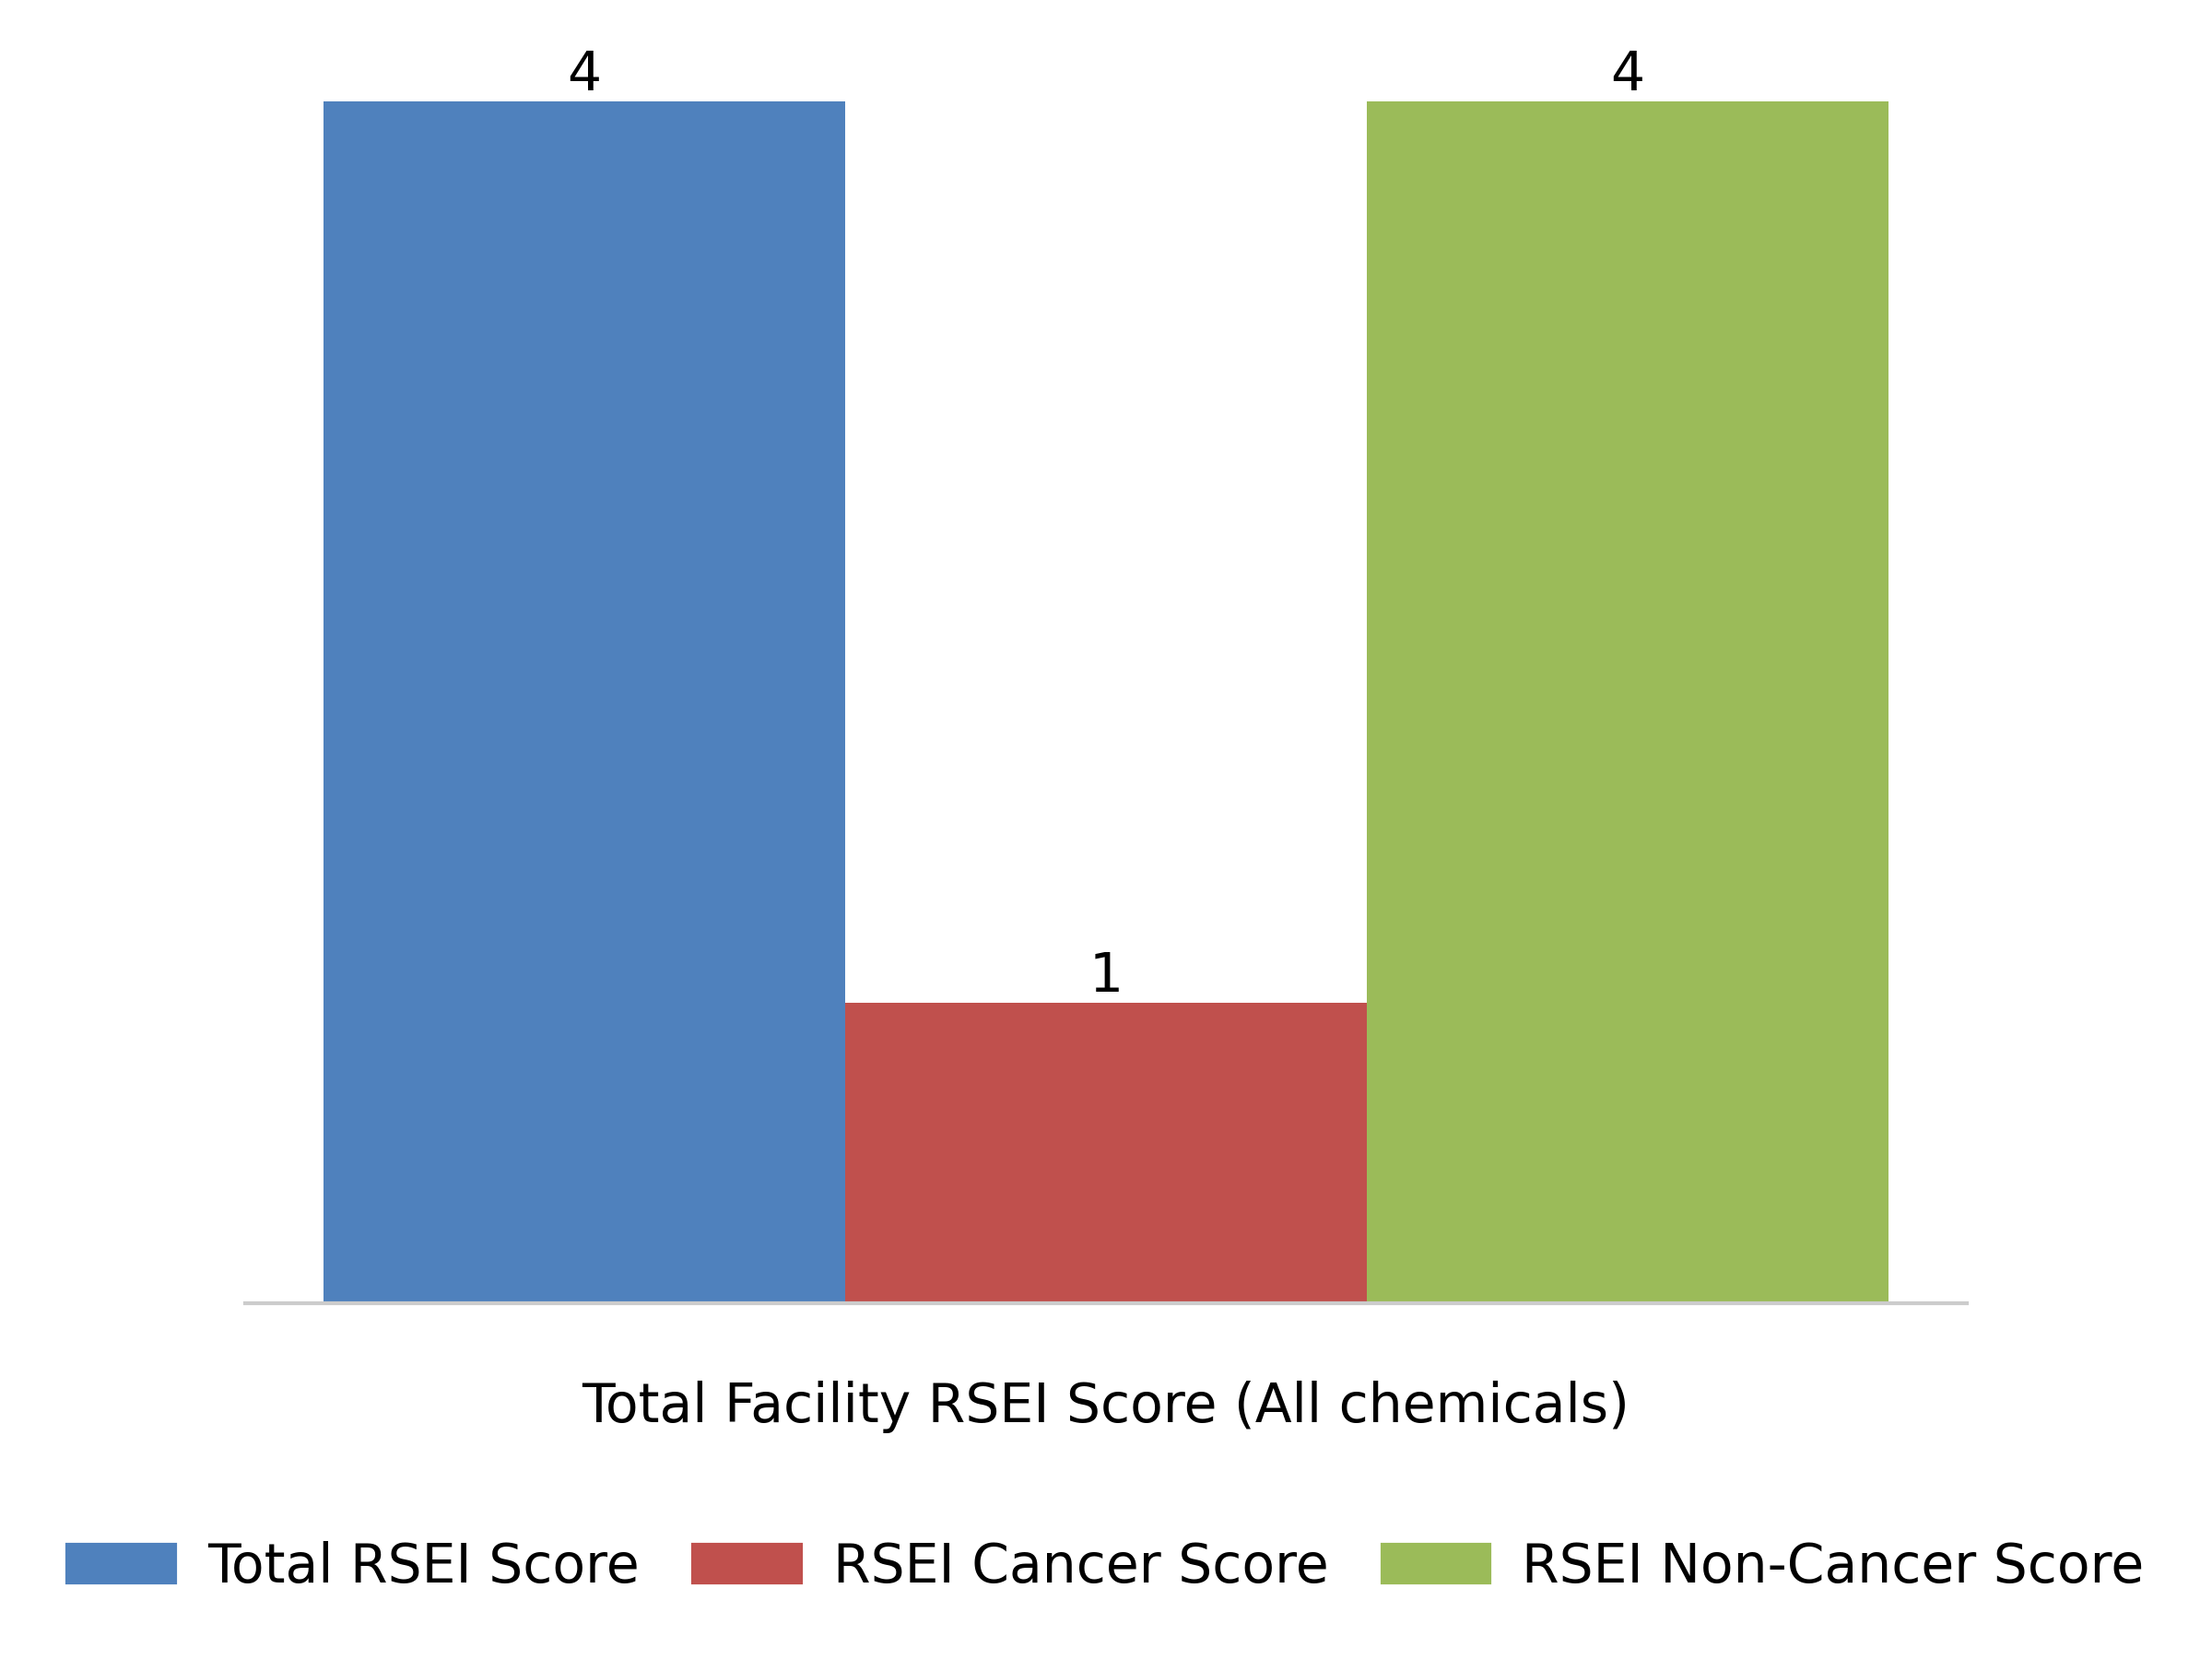 4
4
1
Total Facility RSEI Score (All chemicals)
Total RSEI Score
RSEI Cancer Score
RSEI Non-Cancer Score